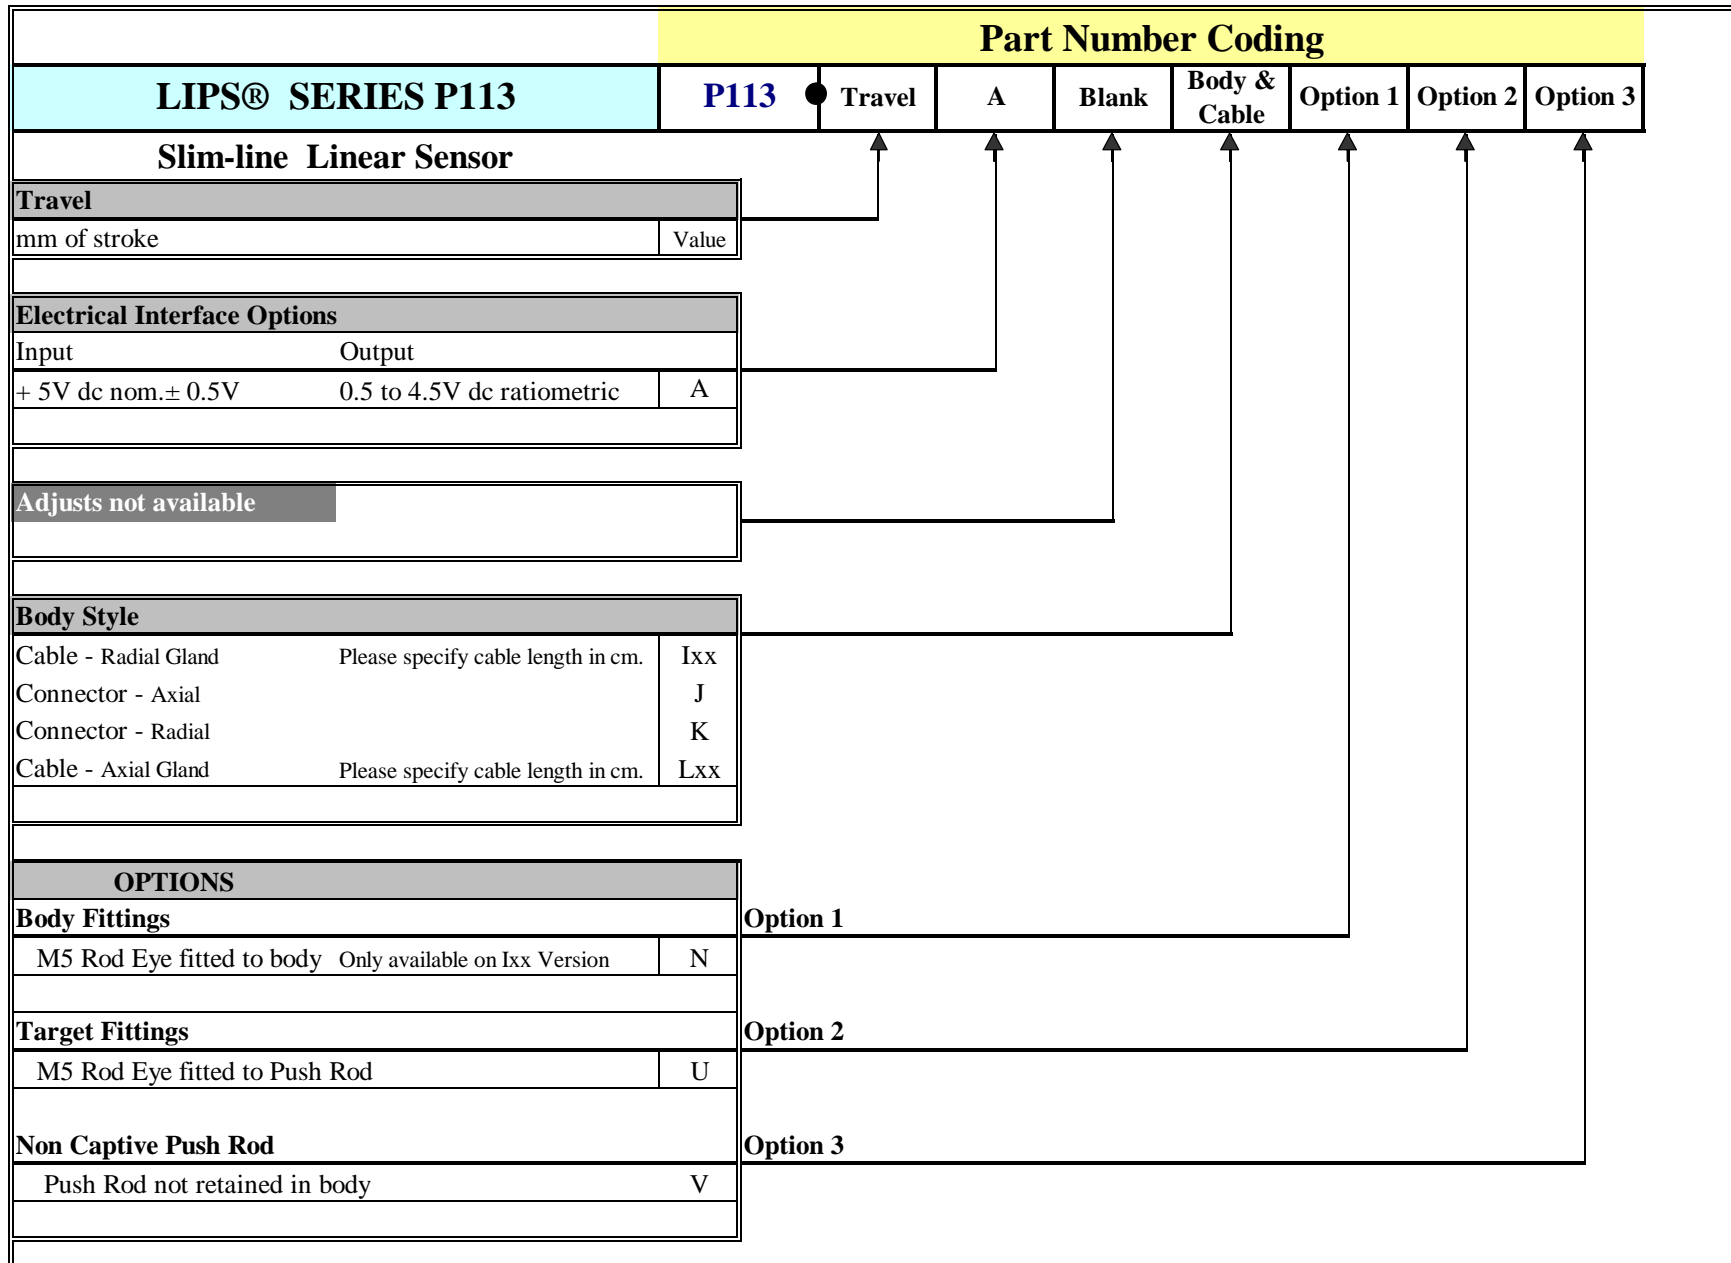 Part Number Coding
LIPS® SERIES P113 P113 ● Travel A Blank Body & Cable Option 1 Option 2 Option 3
Slim-line Linear Sensor
Travel
mm of stroke Value
Electrical Interface Options
Input Output
+ 5V dc nom.± 0.5V 0.5 to 4.5V dc ratiometric A
Adjusts not available
Body Style
Cable - Radial Gland Please specify cable length in cm. Ixx
Connector - Axial J
Connector - Radial K
Cable - Axial Gland Please specify cable length in cm. Lxx
OPTIONS
Body Fittings Option 1
M5 Rod Eye fitted to body Only available on Ixx Version N
Target Fittings Option 2
M5 Rod Eye fitted to Push Rod U
Non Captive Push Rod Option 3
Push Rod not retained in body V